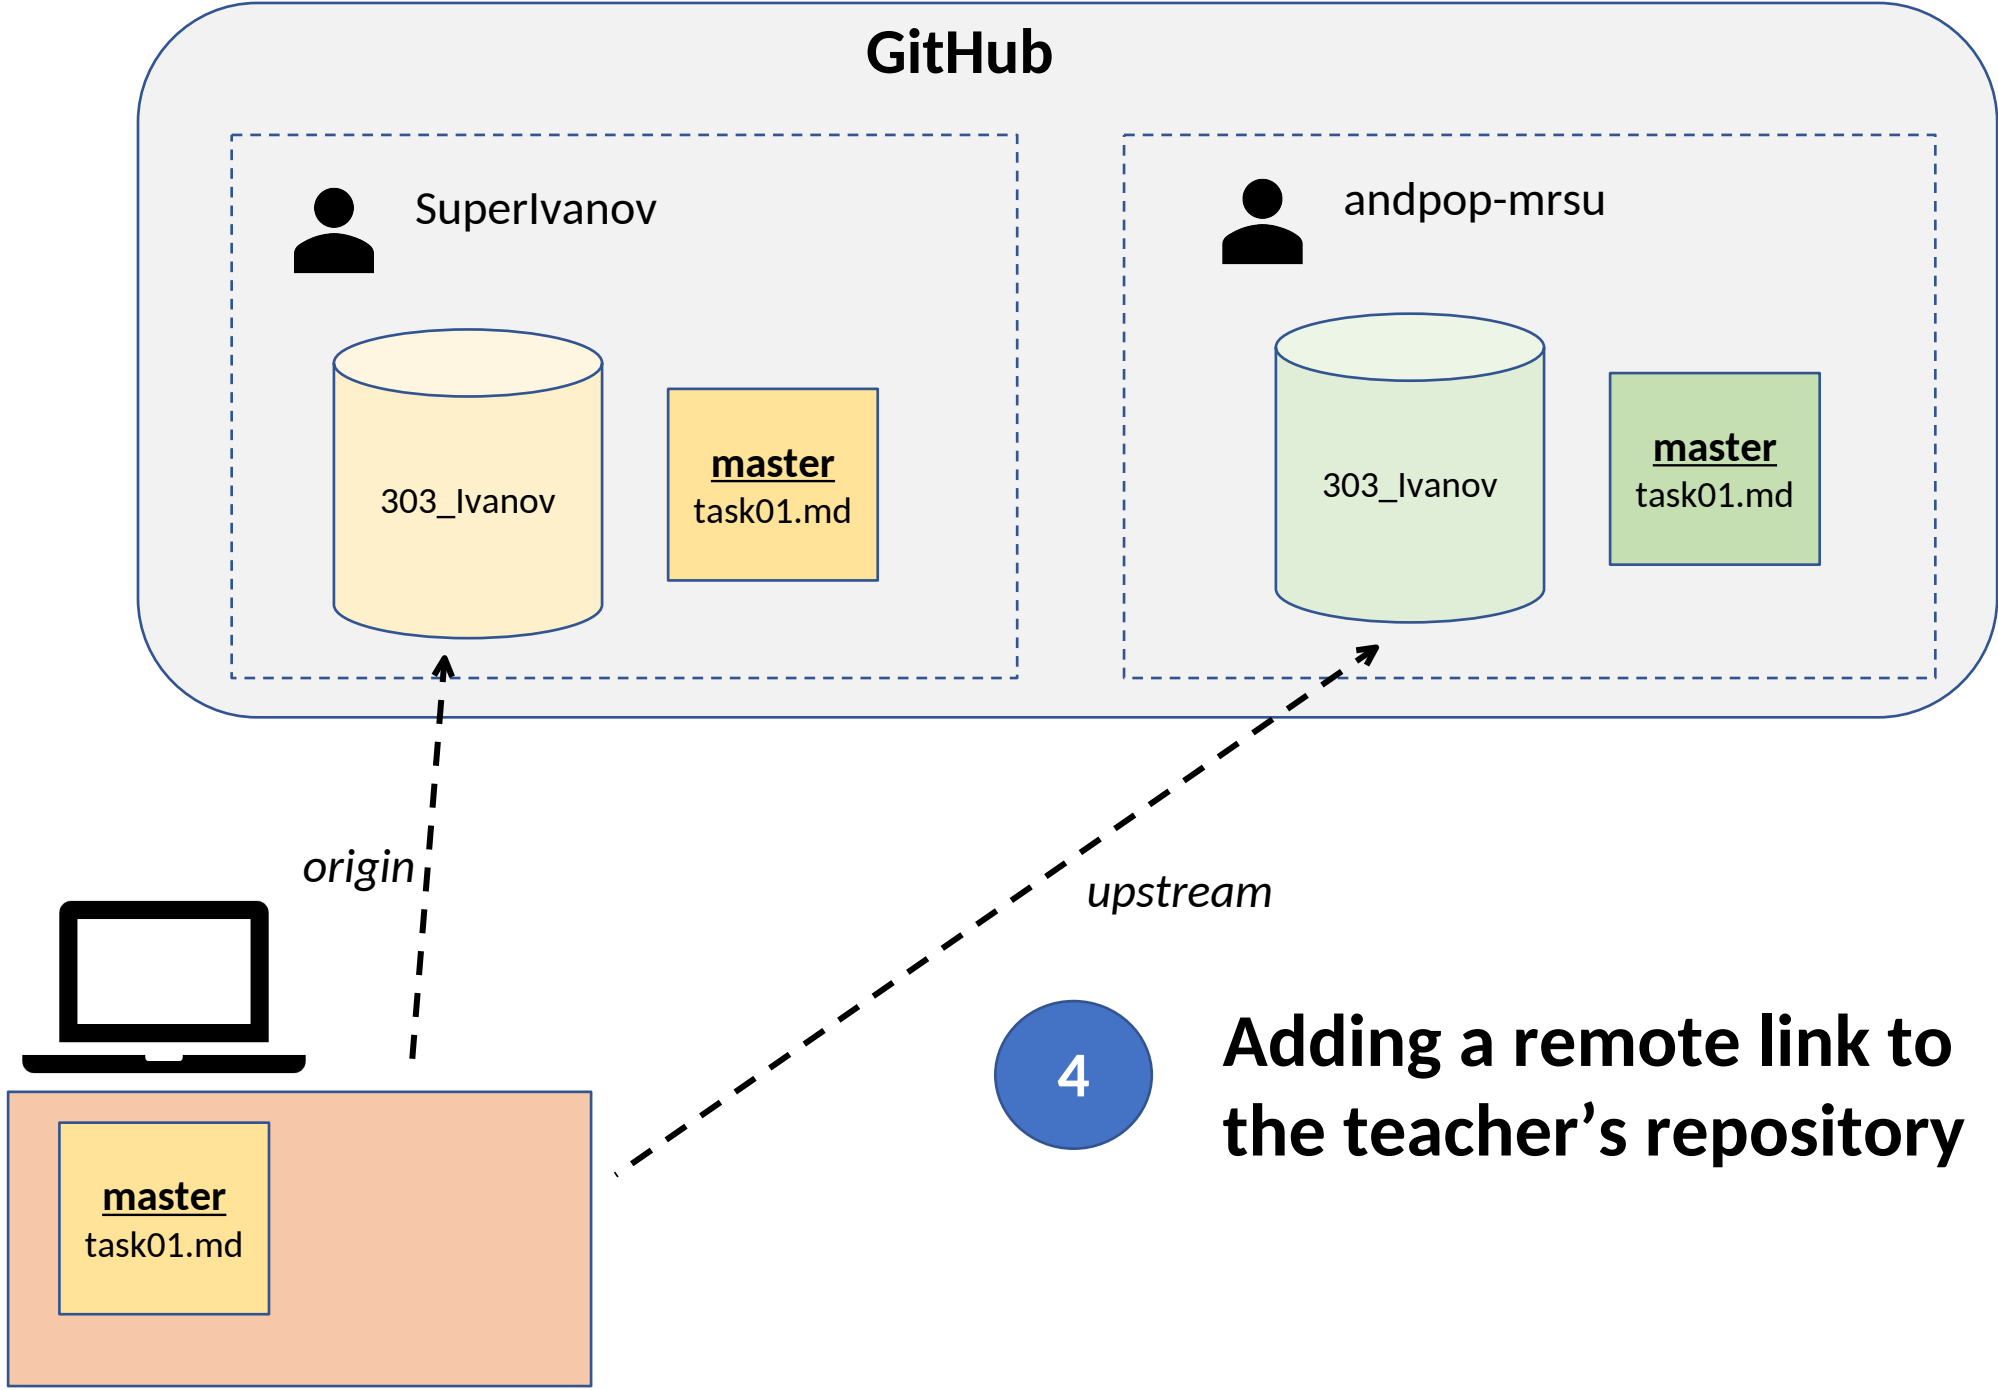 GitHub
SuperIvanov
andpop-mrsu
303_Ivanov
master
task01.md
303_Ivanov
master
task01.md
origin
upstream
4
Adding a remote link to
the teacher’s repository
master
task01.md